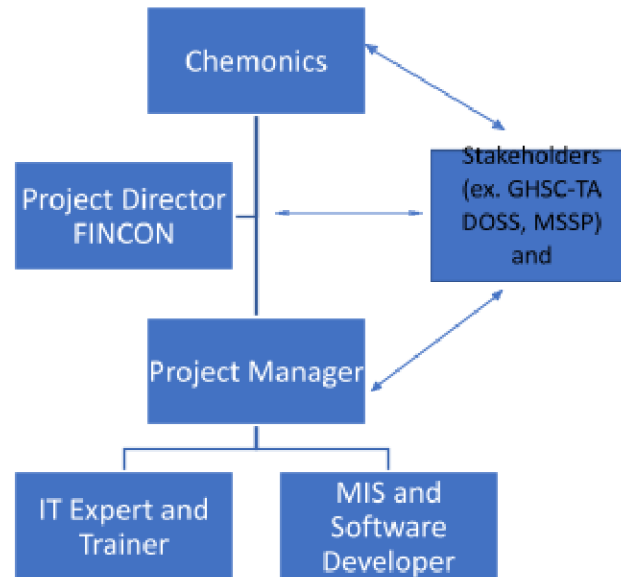 Chemonics
Stakeholders
(ex. GHSC-TA
DOSS, MSSP)
and
Project Director
FINCON
Project Manager
IT Expert and
Trainer
MIS and
Software
Developer